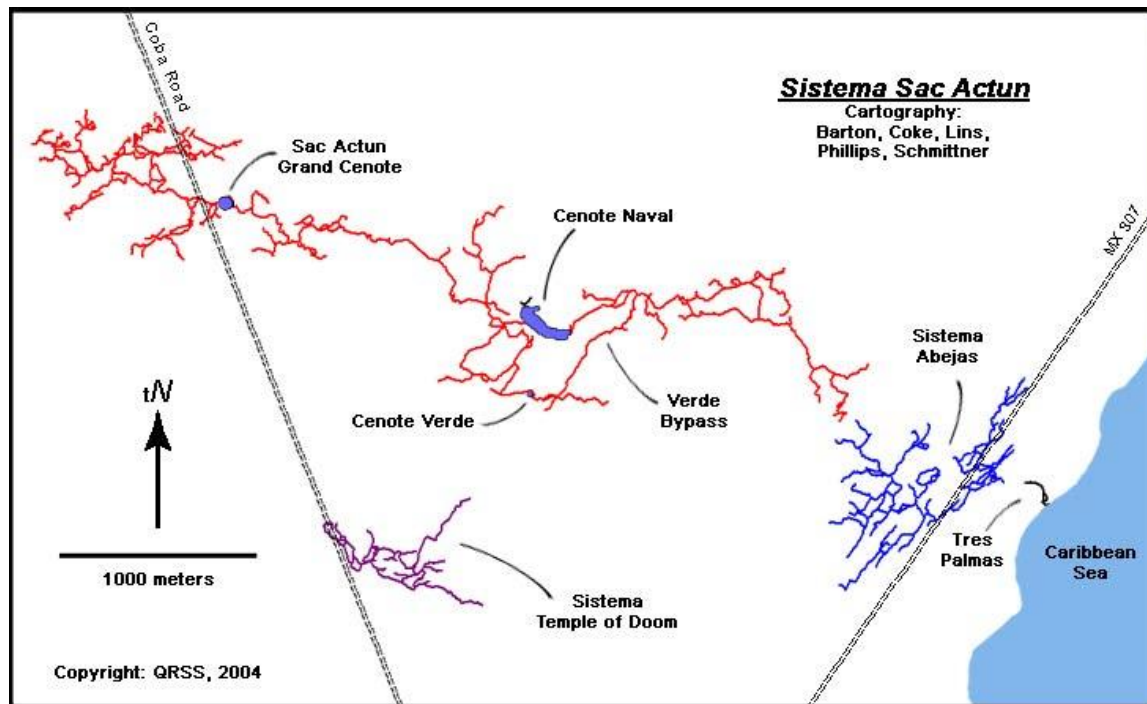 Coba Road
Sistema Sac Actun
Cartography:
Barton, Coke, Lins,
Phillips, Schmittner
Sac Actun
Grand Cenote
Cenote Naval
MX 307
Sistema
Abejas
Verde
Bypass
Cenote Verde
t/N
1000 meters
Tres
Palmas
Caribbean
Sea
Sistema
Temple of Doom
Copyright: QRSS, 2004